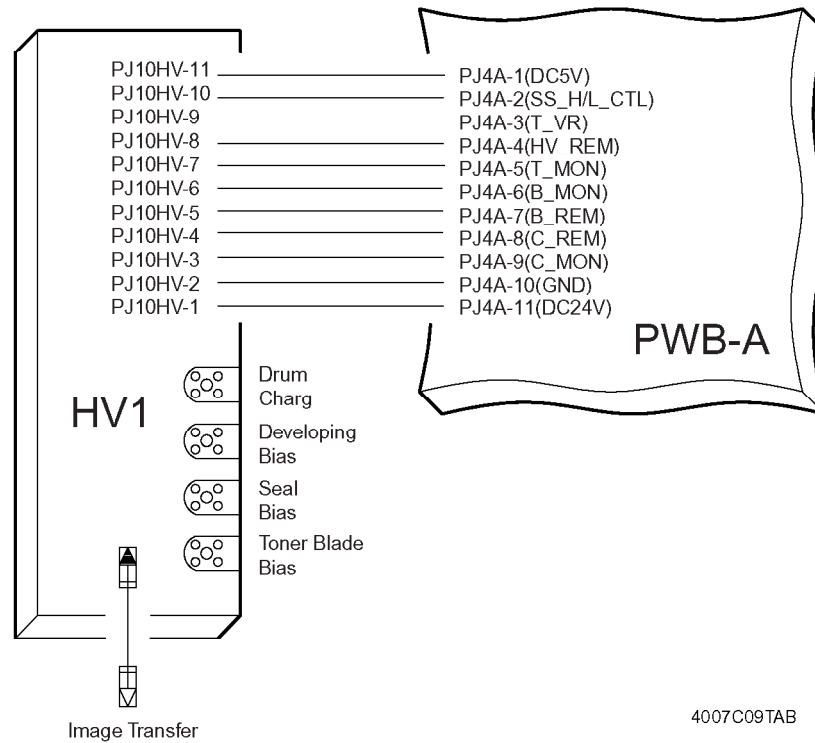 PJ10HV-11
PJ10HV-10
PJ10HV-9
PJ10HV-8
PJ10HV-7
PJ10HV-6
PJ10HV-5
PJ10HV-4
PJ10HV-3
PJ10HV-2
PJ10HV-1
PJ4A-1(DC5V)
PJ4A-2(SS_H/L_CTL)
PJ4A-3(T_VR)
PJ4A-4(HV_REM)
PJ4A-5(T_MON)
PJ4A-6(B_MON)
PJ4A-7(B_REM)
PJ4A-8(C_REM)
PJ4A-9(C_MON)
PJ4A-10(GND)
PJ4A-11(DC24V)
PWB-A
HV1
Drum
Charg
Developing
Bias
Seal
Bias
Toner Blade
Bias
Image Transfer
4007C09TAB